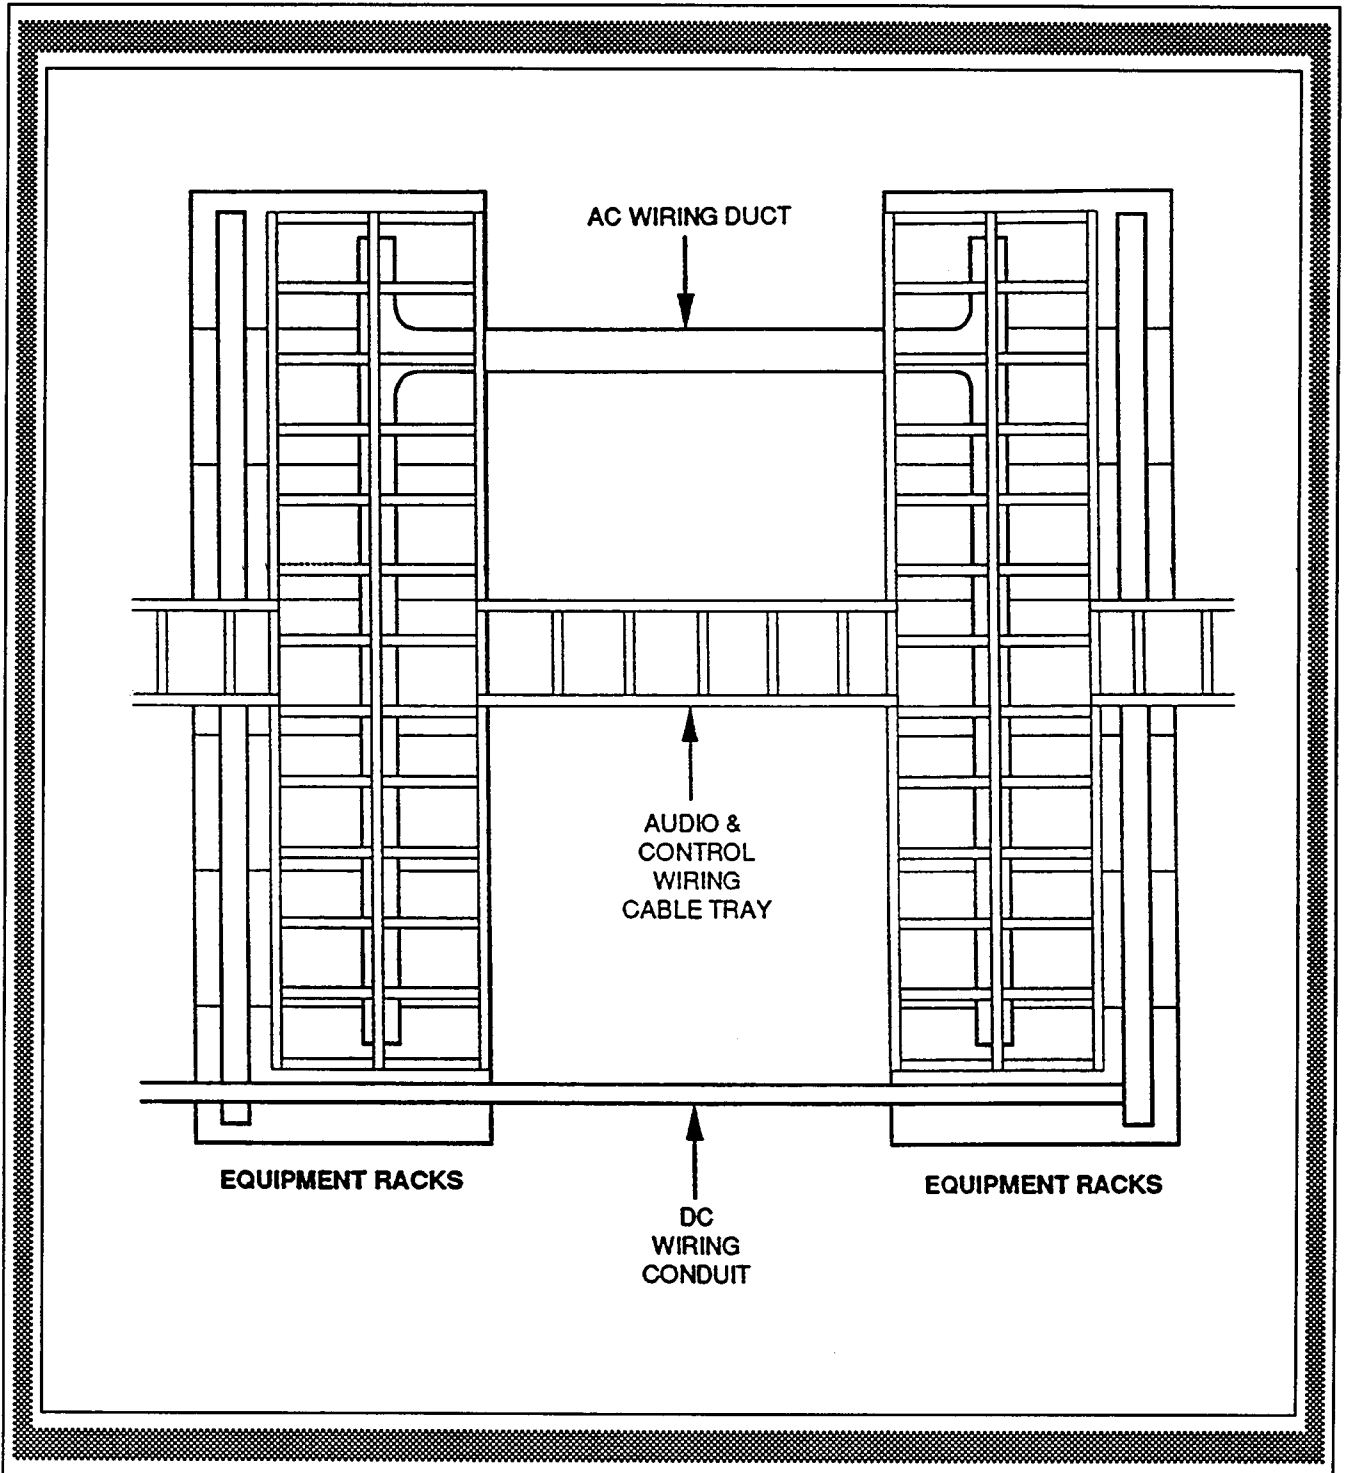 AC WIRING DUCT
AUDIO &
CONTROL
WIRING
CABLE TRAY
EQUIPMENT RACKS
EQUIPMENT RACKS
DC
WIRING
CONDUIT